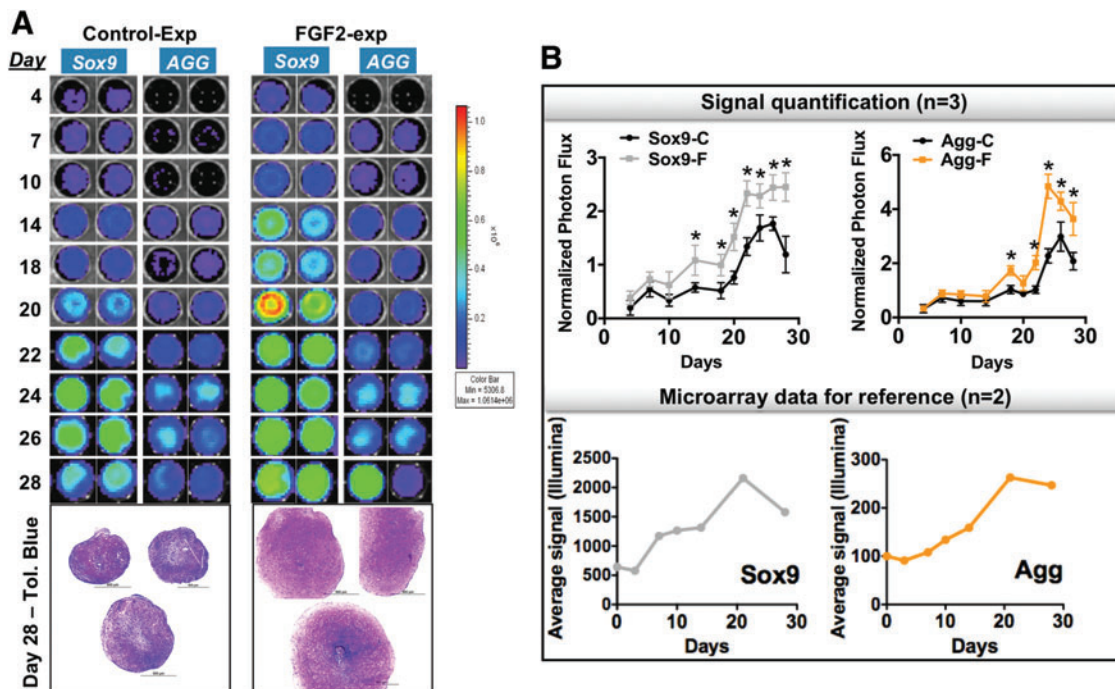 A
Control-Exp FGF2-exp
Day Sox9 AGG Sox9 AGG
4
7
10
14
18
20
22
24
26
28
1.0
0.8
0.6
0.4
0.2
Color Bar
Min = 5306.8
Max = 1.0614e+06
Day 28 – Tol. Blue
B
Signal quantification (n=3)
Normalized Photon Flux
3
2
1
0
Sox9-C
Sox9-F
* * * * * * *
0 10 20 30
Days
Normalized Photon Flux
6
4
2
0
Agg-C
Agg-F
* * * * *
0 10 20 30
Days
Microarray data for reference (n=2)
Average signal (Illumina)
2500
2000
1500
1000
500
0
Sox9
0 10 20 30
Days
Average signal (Illumina)
300
200
100
0
Agg
0 10 20 30
Days